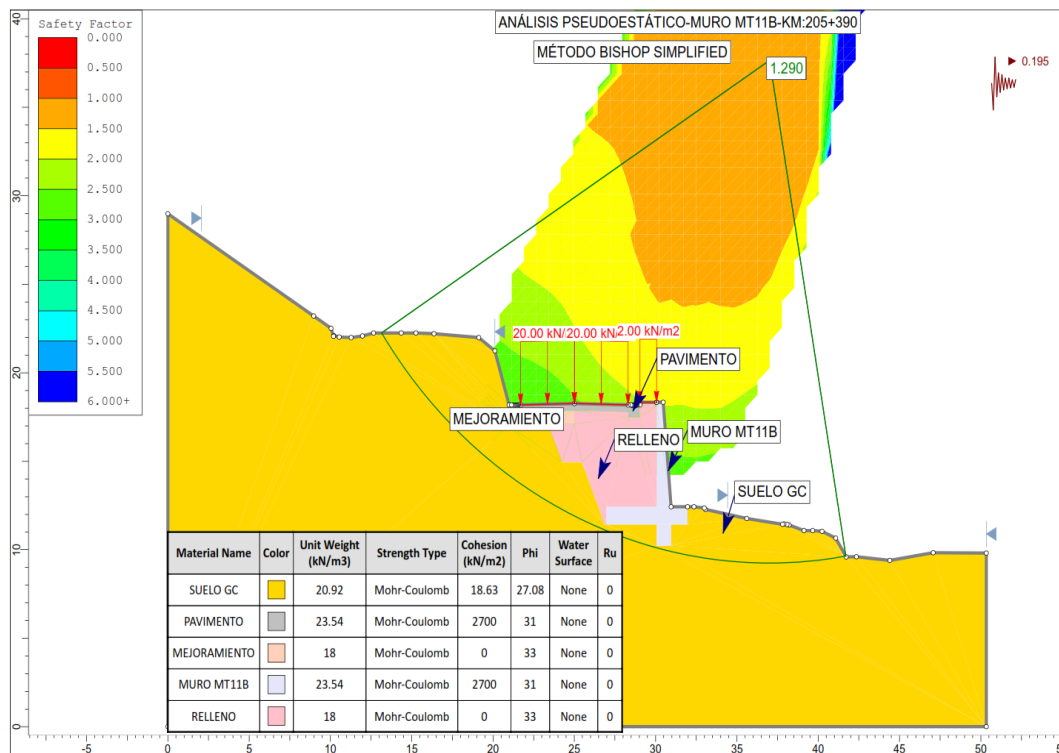 Safety Factor
0.000
0.500
1.000
1.500
2.000
2.500
3.000
3.500
4.000
4.500
5.000
5.500
6.000+
ANÁLISIS PSEUDOESTÁTICO-MURO MT11B-KM:205+390
MÉTODO BISHOP SIMPLIFIED
1.290
0.195
20.00 kN/ 20.00 kN/ 2.00 kN/m2
PAVIMENTO
MEJORAMIENTO
RELLENO
MURO MT11B
SUELO GC
Material Name Color Unit Weight (kN/m3) Strength Type Cohesion (kN/m2) Phi Water Surface Ru
SUELO GC 20.92 Mohr-Coulomb 18.63 27.08 None 0
PAVIMENTO 23.54 Mohr-Coulomb 2700 31 None 0
MEJORAMIENTO 18 Mohr-Coulomb 0 33 None 0
MURO MT11B 23.54 Mohr-Coulomb 2700 31 None 0
RELLENO 18 Mohr-Coulomb 0 33 None 0
40
30
20
10
0
-5 0 5 10 15 20 25 30 35 40 45 50